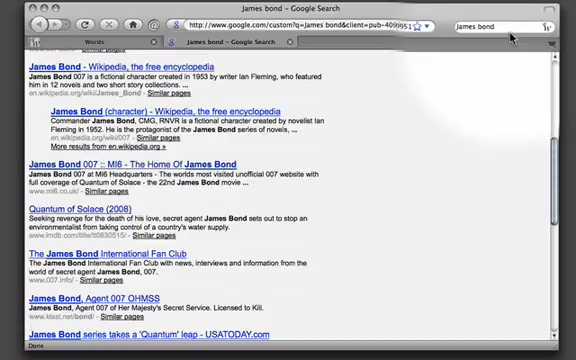 James bond - Google Search
http://www.google.com/custom?q=James bond&client=pub-4099951
James bond
Words
James bond - Google Search
James Bond - Wikipedia, the free encyclopedia
James Bond 007 is a fictional character created in 1953 by writer Ian Fleming, who featured
him in 12 novels and two short story collections. ...
en.wikipedia.org/wiki/James_Bond - Similar pages
James Bond (character) - Wikipedia, the free encyclopedia
Commander James Bond, CMG, RNVR is a fictional character created by novelist Ian
Fleming in 1952. He is the protagonist of the James Bond series of novels, ...
en.wikipedia.org/wiki/007 - Similar pages
More results from en.wikipedia.org »
James Bond 007 :: MI6 - The Home Of James Bond
James Bond 007 at MI6 Headquarters - The worlds most visited unofficial 007 website with
full coverage of Quantum of Solace - the 22nd James Bond movie ...
www.mi6.co.uk/ - Similar pages
Quantum of Solace (2008)
Seeking revenge for the death of his love, secret agent James Bond sets out to stop an
environmentalist from taking control of a country's water supply.
www.imdb.com/title/tt0830515/ - Similar pages
The James Bond International Fan Club
The James Bond International Fan Club with news, interviews and information from the
world of secret agent James Bond, 007.
www.007.info/ - Similar pages
James Bond, Agent 007 OHMSS
James Bond, Agent 007 of Her Majesty's Secret Service. Licensed to Kill.
www.klast.net/bond/ - Similar pages
James Bond series takes a 'Quantum' leap - USATODAY.com
Done